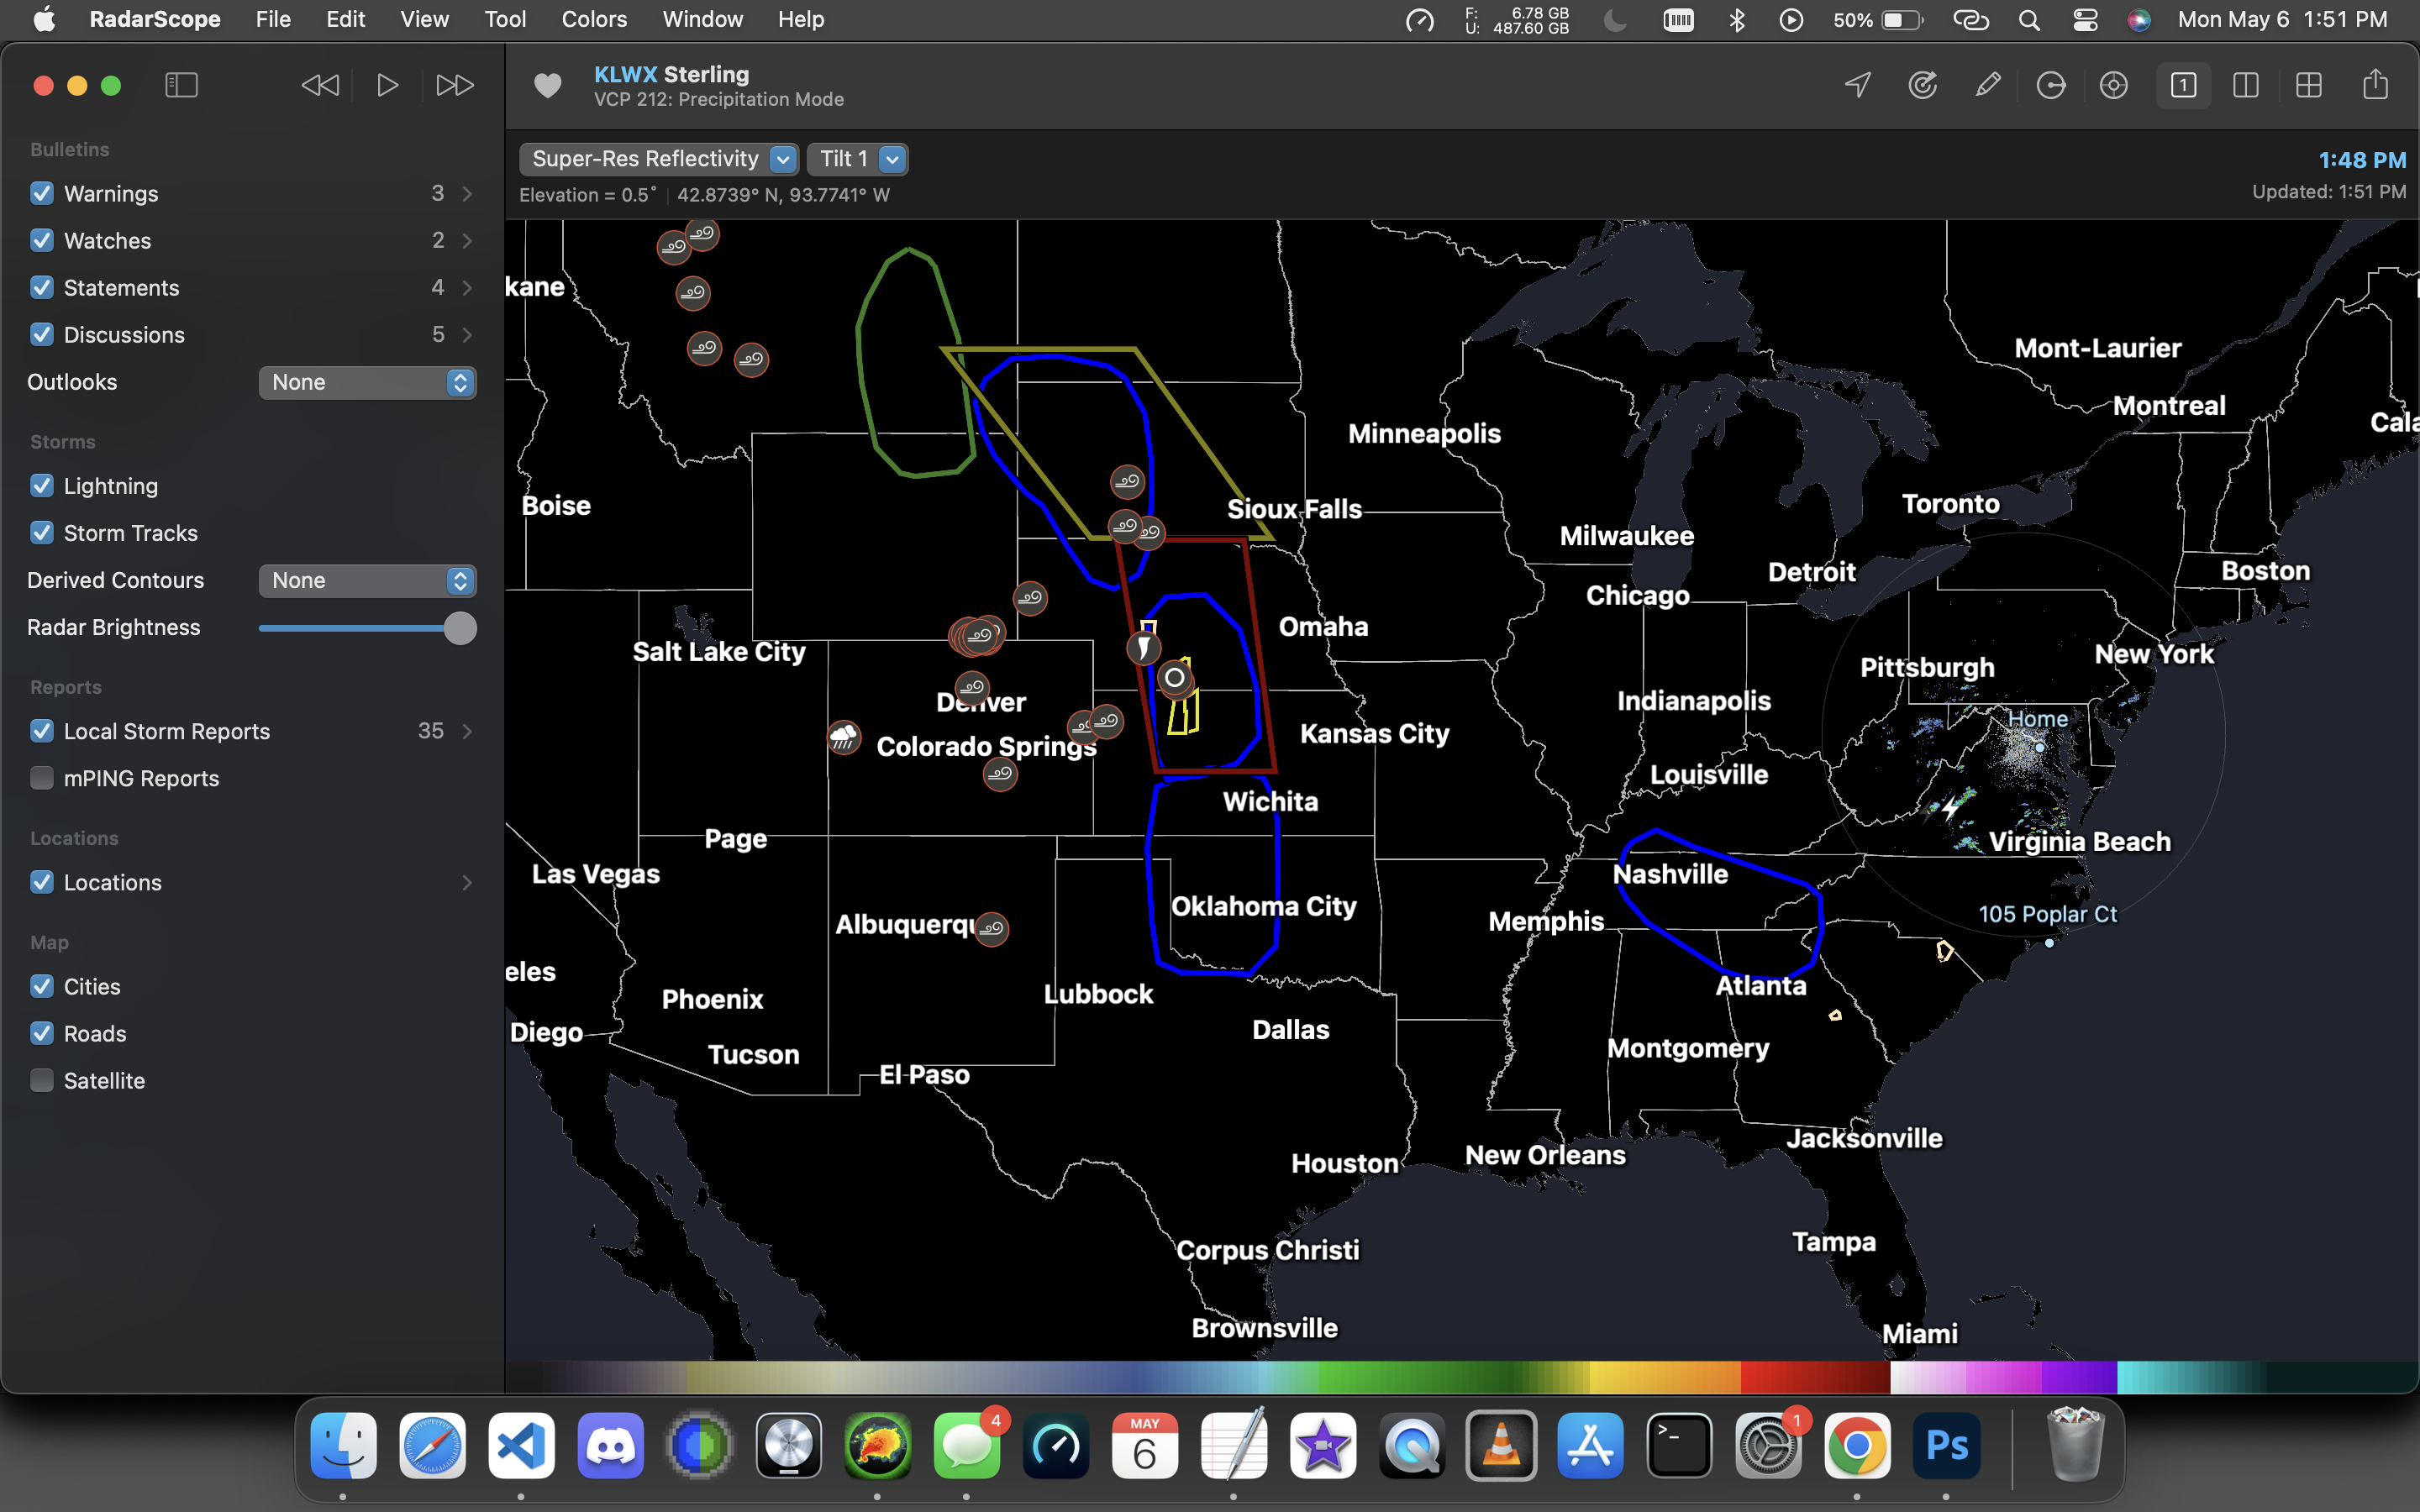 RadarScope File Edit View Tool Colors Window Help
F: 6.78 GB
U: 487.60 GB
50%
Mon May 6 1:51 PM
KLWX Sterling
VCP 212: Precipitation Mode
1
Super-Res Reflectivity
Tilt 1
1:48 PM
Elevation = 0.5° 42.8739° N, 93.7741° W
Updated: 1:51 PM
Bulletins
Warnings 3
Watches 2
Statements 4
Discussions 5
Outlooks None
Storms
Lightning
Storm Tracks
Derived Contours None
Radar Brightness
Reports
Local Storm Reports 35
mPING Reports
Locations
Locations
Map
Cities
Roads
Satellite
kane
Mont-Laurier
Montreal
Cala
Minneapolis
Boise
Sioux Falls
Toronto
Milwaukee
Detroit
Boston
Chicago
Omaha
Salt Lake City
New York
Pittsburgh
Denver
Indianapolis
Home
Kansas City
Colorado Springs
Louisville
Wichita
Page
Virginia Beach
Las Vegas
Nashville
Oklahoma City
105 Poplar Ct
Albuquerqu
Memphis
eles
Atlanta
Phoenix
Lubbock
Diego
Dallas
Tucson
Montgomery
El Paso
Jacksonville
Houston
New Orleans
Tampa
Corpus Christi
Brownsville
Miami
4
MAY
6
>_
1
Ps